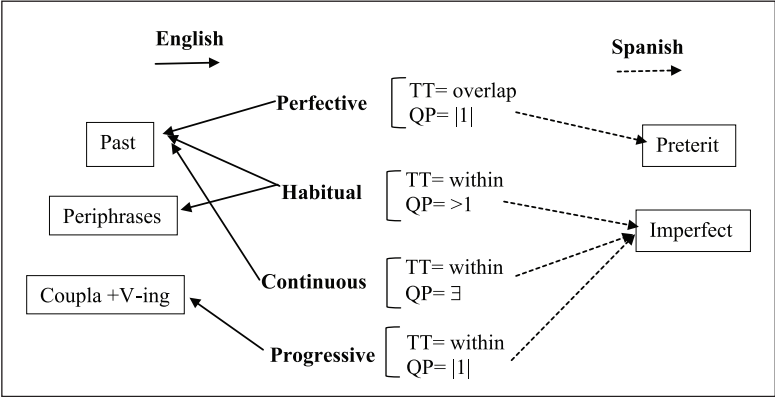 English
Spanish
Perfective
TT= overlap
QP= |1|
Past
Preterit
Habitual
TT= within
QP= >1
Periphrases
Imperfect
Continuous
TT= within
QP= ∃
Coupla +V-ing
Progressive
TT= within
QP= |1|